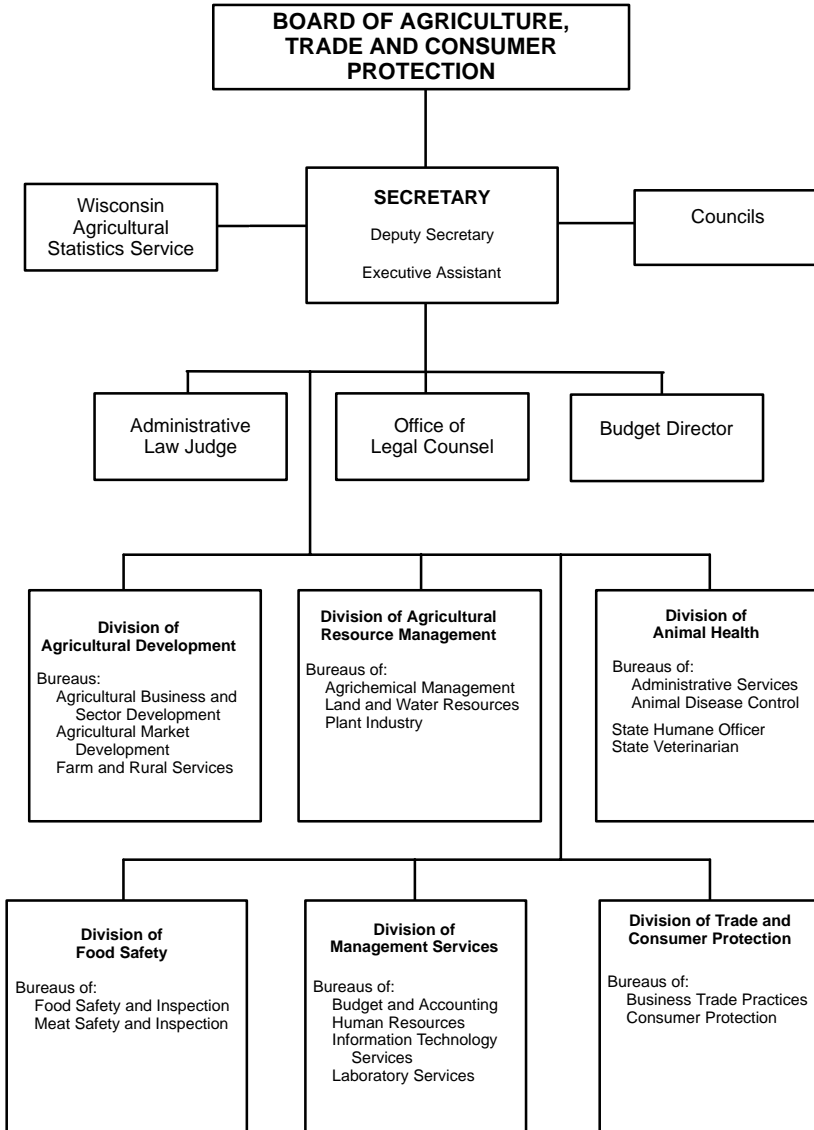 BOARD OF AGRICULTURE,
TRADE AND CONSUMER
PROTECTION
Wisconsin
Agricultural
Statistics Service
SECRETARY
Deputy Secretary
Executive Assistant
Councils
Administrative
Law Judge
Office of
Legal Counsel
Budget Director
Division of
Agricultural Development
Bureaus:
Agricultural Business and
Sector Development
Agricultural Market
Development
Farm and Rural Services
Division of Agricultural
Resource Management
Bureaus of:
Agrichemical Management
Land and Water Resources
Plant Industry
Division of
Animal Health
Bureaus of:
Administrative Services
Animal Disease Control
State Humane Officer
State Veterinarian
Division of
Food Safety
Bureaus of:
Food Safety and Inspection
Meat Safety and Inspection
Division of
Management Services
Bureaus of:
Budget and Accounting
Human Resources
Information Technology
Services
Laboratory Services
Division of Trade and
Consumer Protection
Bureaus of:
Business Trade Practices
Consumer Protection